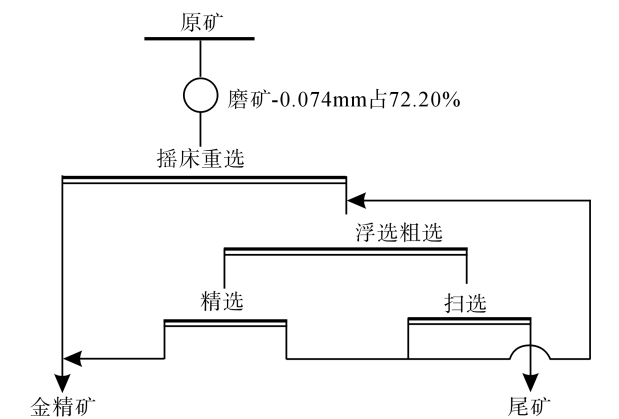 原矿
磨矿-0.074mm占72.20%
摇床重选
浮选粗选
精选
扫选
金精矿
尾矿